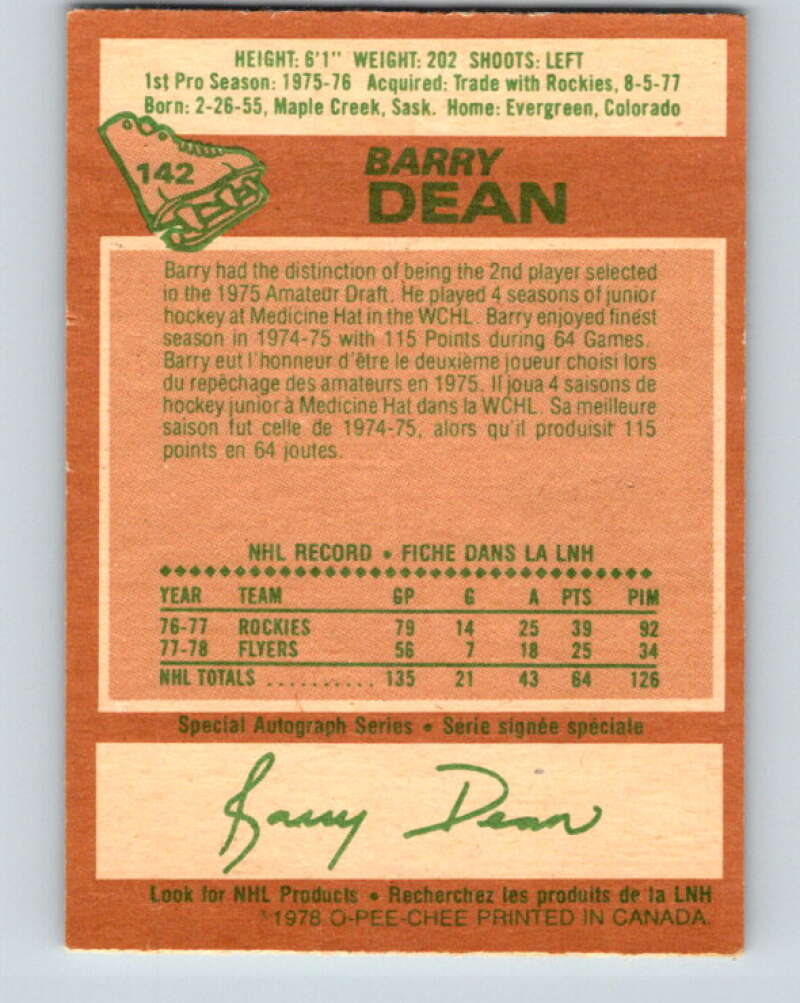 HEIGHT: 6'1" WEIGHT: 202 SHOOTS: LEFT
1st Pro Season: 1975-76 Acquired: Trade with Rockies, 8-5-77
Born: 2-26-55, Maple Creek, Sask. Home: Evergreen, Colorado
142
BARRY
DEAN
Barry had the distinction of being the 2nd player selected
in the 1975 Amateur Draft. He played 4 seasons of junior
hockey at Medicine Hat in the WCHL. Barry enjoyed finest
season in 1974-75 with 115 Points during 64 Games.
Barry eut l'honneur d'être le deuxième joueur choisi lors
du repêchage des amateurs en 1975. Il joua 4 saisons de
hockey junior à Medicine Hat dans la WCHL. Sa meilleure
saison fut celle de 1974-75, alors qu'il produisit 115
points en 64 joutes.
NHL RECORD • FICHE DANS LA LNH
YEAR TEAM GP G A PTS PIM
76-77 ROCKIES 79 14 25 39 92
77-78 FLYERS 56 7 18 25 34
NHL TOTALS .......... 135 21 43 64 126
Special Autograph Series • Série signée spéciale
Barry Dean
Look for NHL Products • Recherchez les produits de la LNH
1978 O-PEE-CHEE PRINTED IN CANADA.